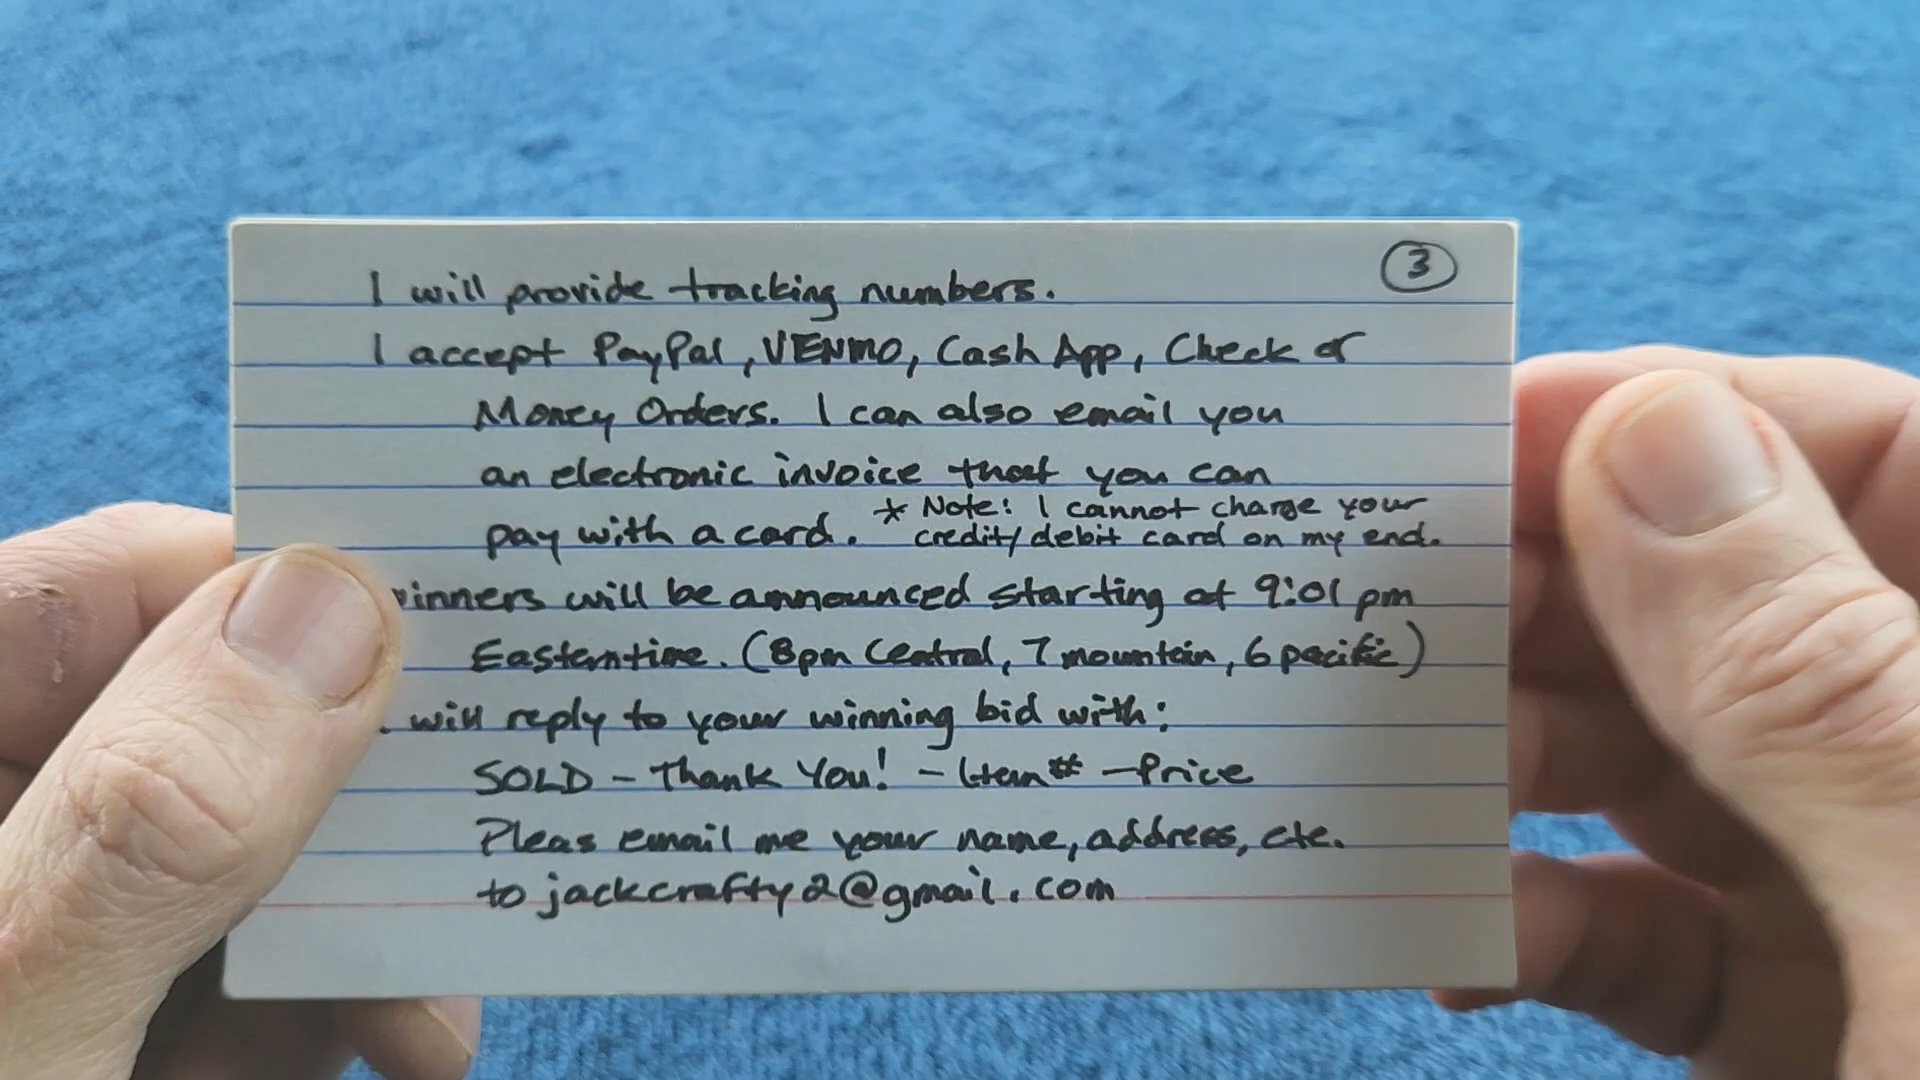 3
I will provide tracking numbers.
I accept PayPal, VENMO, Cash App, Check or
Money Orders. I can also email you
an electronic invoice that you can
pay with a card. * Note: I cannot charge your
credit/debit card on my end.
inners will be announced starting at 9:01 pm
Eastern time. (8pm Central, 7 mountain, 6 pacific)
will reply to your winning bid with:
SOLD - Thank You! - Item # - Price
Pleas email me your name, address, etc.
to jackcrafty2@gmail.com